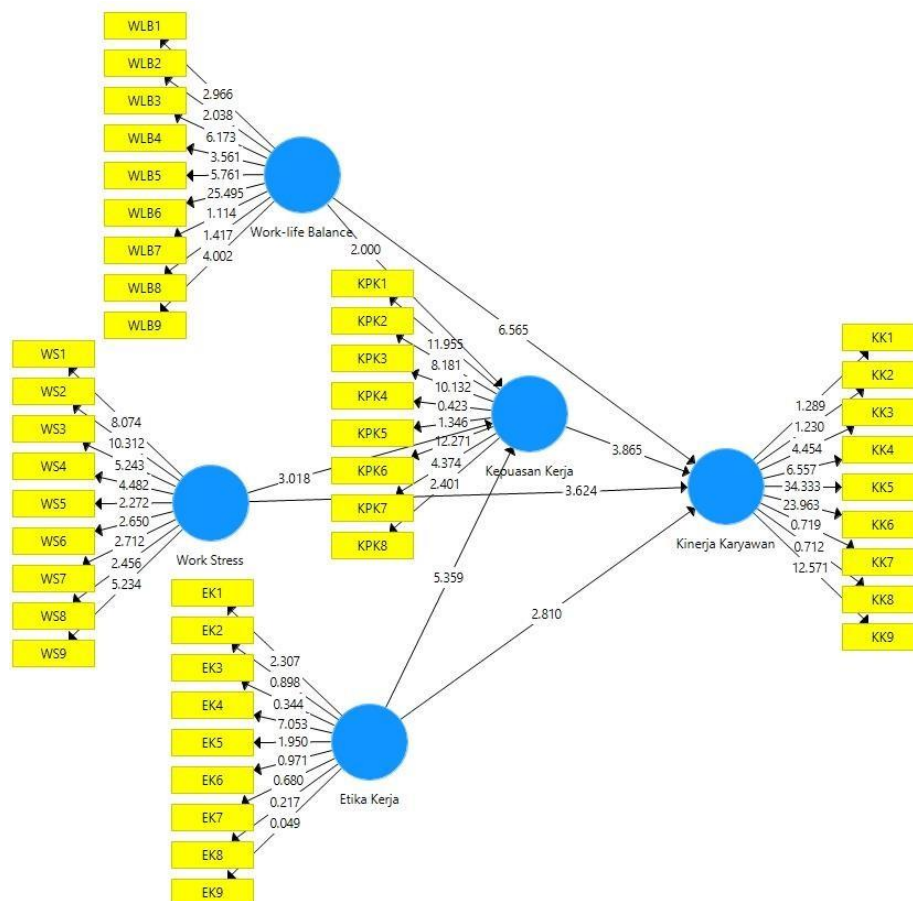 WLB1
WLB2
WLB3
WLB4
WLB5
WLB6
WLB7
WLB8
WLB9
2.966
2.038
6.173
3.561
5.761
25.495
1.114
1.417
4.002
Work-life Balance
2.000
6.565
KPK1
KPK2
KPK3
KPK4
KPK5
KPK6
KPK7
KPK8
11.955
8.181
10.132
0.423
1.346
12.271
4.374
2.401
Kepuasan Kerja
3.865
WS1
WS2
WS3
WS4
WS5
WS6
WS7
WS8
WS9
8.074
10.312
5.243
4.482
2.272
2.650
2.712
2.456
5.234
Work Stress
3.018
3.624
KK1
KK2
KK3
KK4
KK5
KK6
KK7
KK8
KK9
1.289
1.230
4.454
6.557
34.333
23.963
0.719
0.712
12.571
Kinerja Karyawan
5.359
2.810
EK1
EK2
EK3
EK4
EK5
EK6
EK7
EK8
EK9
2.307
0.898
0.344
7.053
1.950
0.971
0.680
0.217
0.049
Etika Kerja